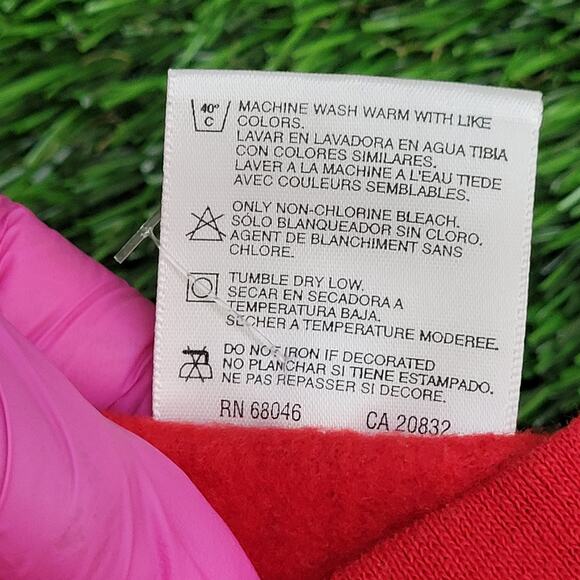 40°
C
MACHINE WASH WARM WITH LIKE
COLORS.
LAVAR EN LAVADORA EN AGUA TIBIA
CON COLORES SIMILARES.
LAVER A LA MACHINE A L'EAU TIEDE
AVEC COULEURS SEMBLABLES.
ONLY NON-CHLORINE BLEACH.
SÓLO BLANQUEADOR SIN CLORO.
AGENT DE BLANCHIMENT SANS
CHLORE.
TUMBLE DRY LOW.
SECAR EN SECADORA A
TEMPERATURA BAJA.
SECHER A TEMPERATURE MODEREE.
DO NOT IRON IF DECORATED
NO PLANCHAR SI TIENE ESTAMPADO.
NE PAS REPASSER SI DECORE.
RN 68046 CA 20832